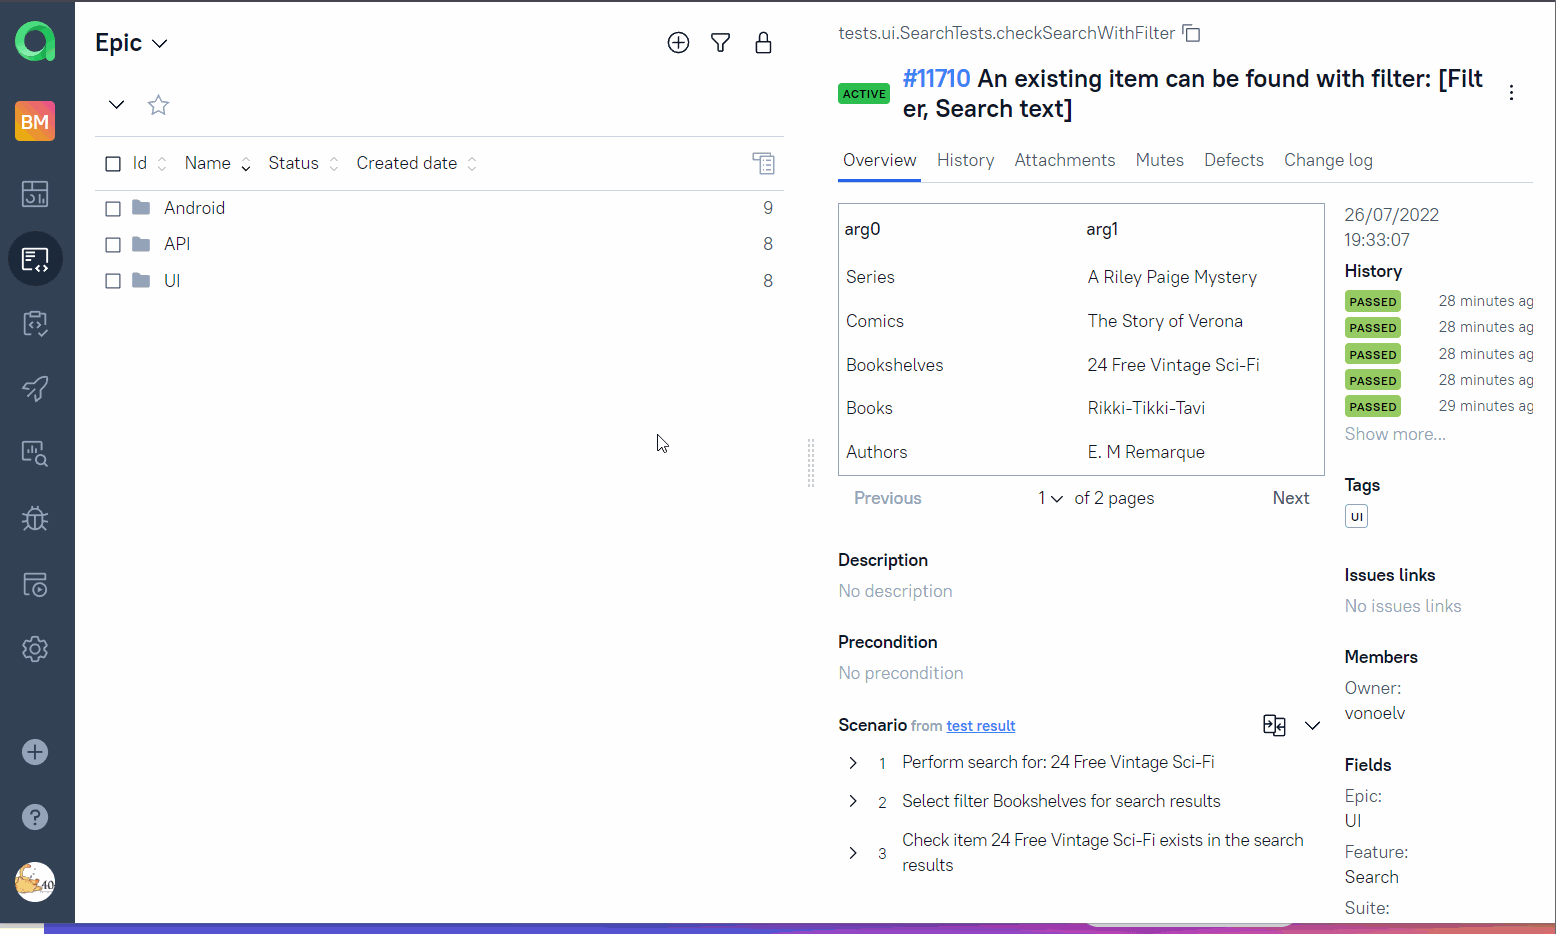 BM
Epic
Id Name Status Created date
Android 9
API 8
UI 8
tests.ui.SearchTests.checkSearchWithFilter
ACTIVE
#11710 An existing item can be found with filter: [Filt
er, Search text]
Overview History Attachments Mutes Defects Change log
arg0 arg1
Series A Riley Paige Mystery
Comics The Story of Verona
Bookshelves 24 Free Vintage Sci-Fi
Books Rikki-Tikki-Tavi
Authors E. M Remarque
Previous 1 of 2 pages Next
Description
No description
Precondition
No precondition
Scenario from test result
1 Perform search for: 24 Free Vintage Sci-Fi
2 Select filter Bookshelves for search results
3 Check item 24 Free Vintage Sci-Fi exists in the search
results
26/07/2022
19:33:07
History
PASSED 28 minutes ag
PASSED 28 minutes ag
PASSED 28 minutes ag
PASSED 28 minutes ag
PASSED 29 minutes ag
Show more...
Tags
UI
Issues links
No issues links
Members
Owner:
vonoelv
Fields
Epic:
UI
Feature:
Search
Suite: